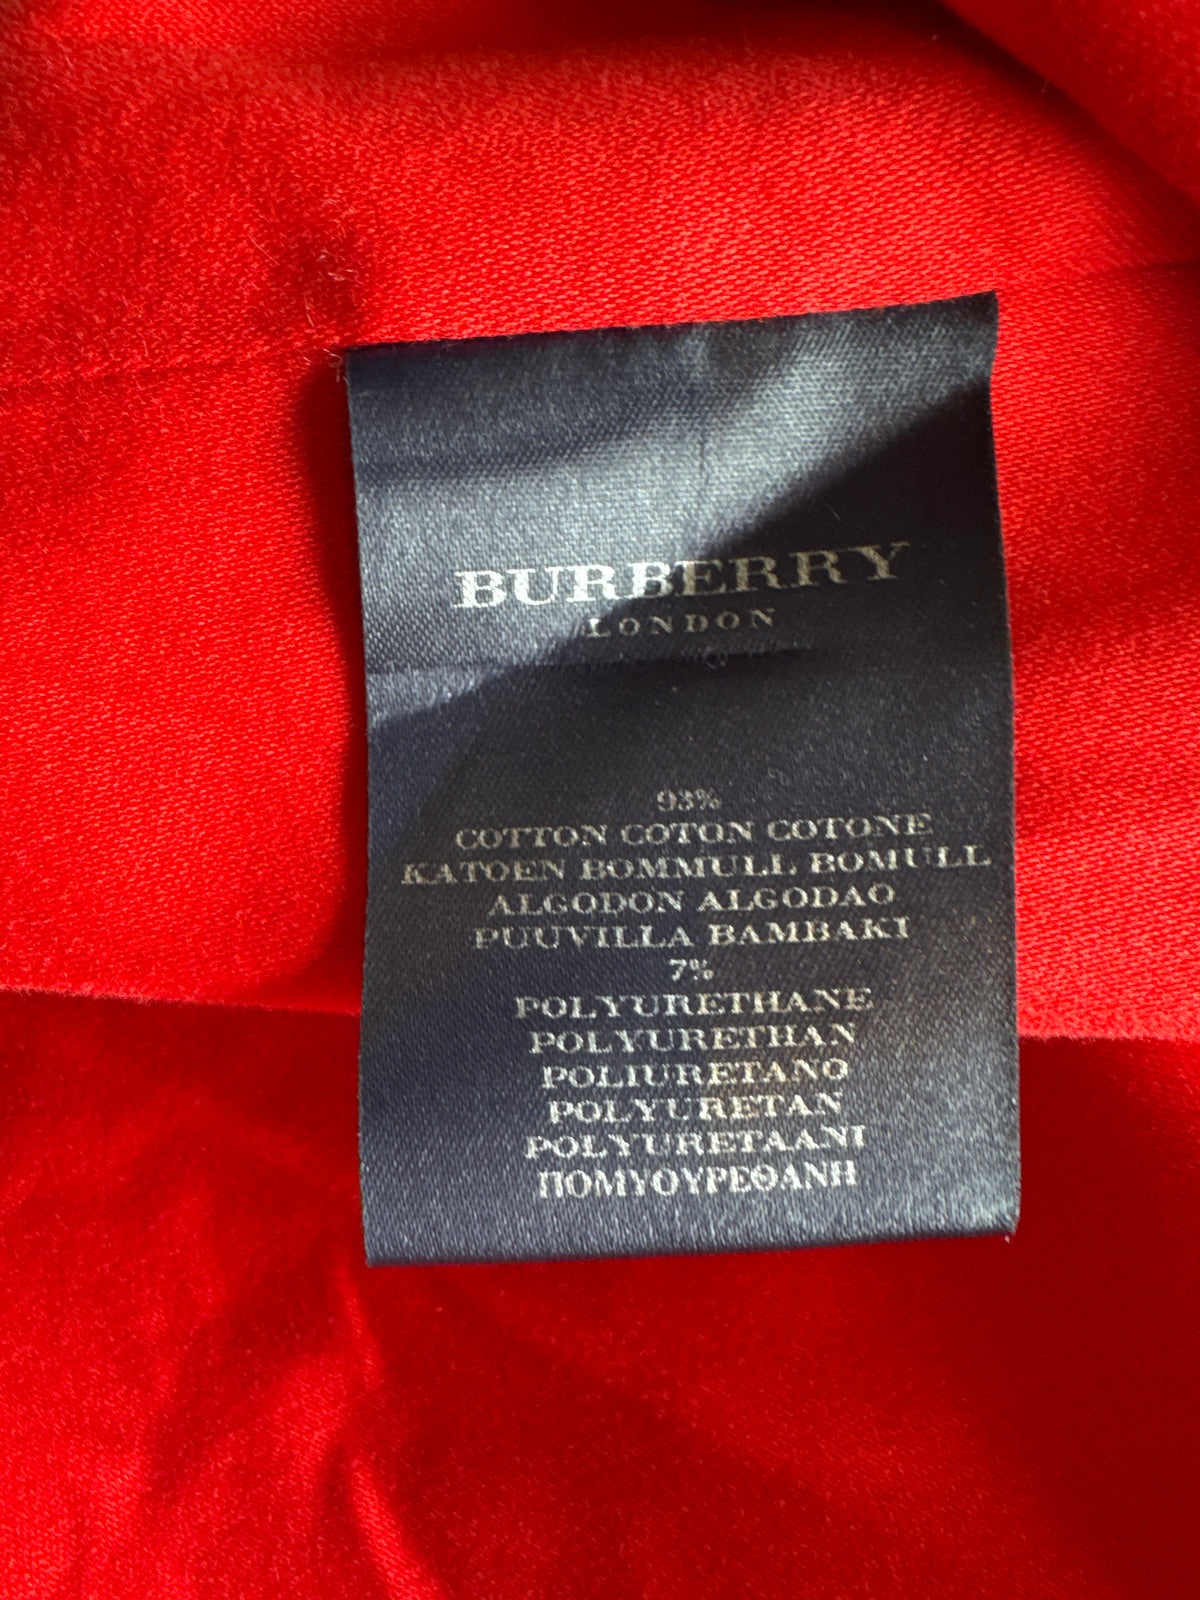 BURBERRY
LONDON
93%
COTTON COTON COTONE
KATOEN BOMMULL BOMULL
ALGODON ALGODAO
PUUVILLA BAMBAKI
7%
POLYURETHANE
POLYURETHAN
POLIURETANO
POLYURETAN
POLYURETAANI
ΠΟΜΥΟΥΡΕΘΑΝΗ